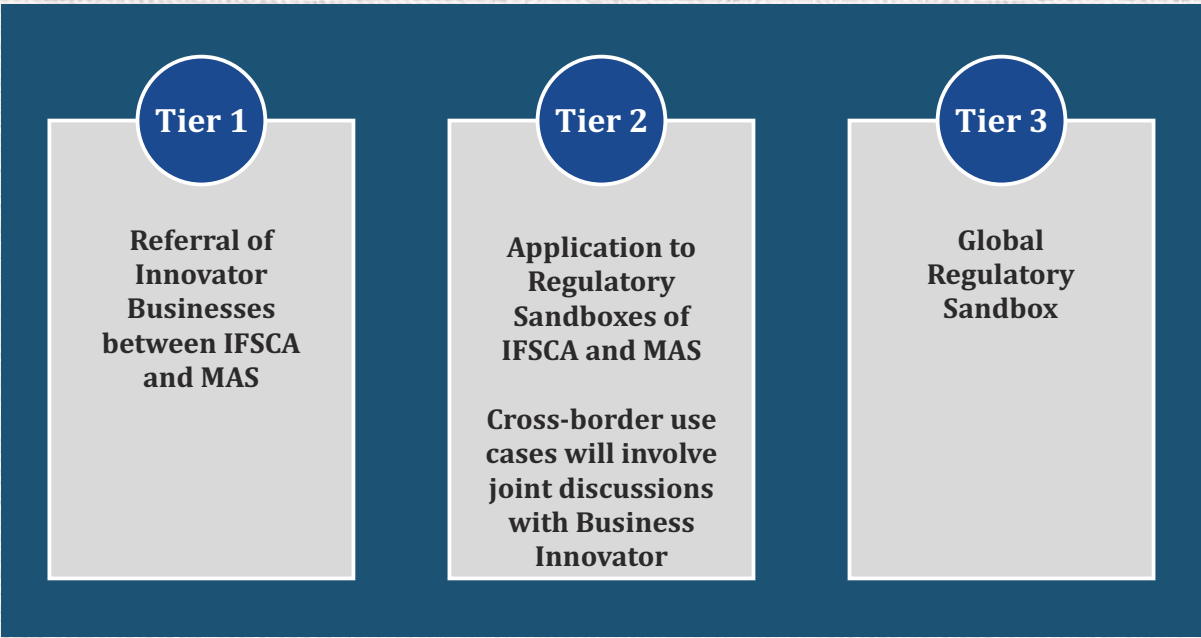 Tier 1
Referral of
Innovator
Businesses
between IFSCA
and MAS
Tier 2
Application to
Regulatory
Sandboxes of
IFSCA and MAS
Cross-border use
cases will involve
joint discussions
with Business
Innovator
Tier 3
Global
Regulatory
Sandbox